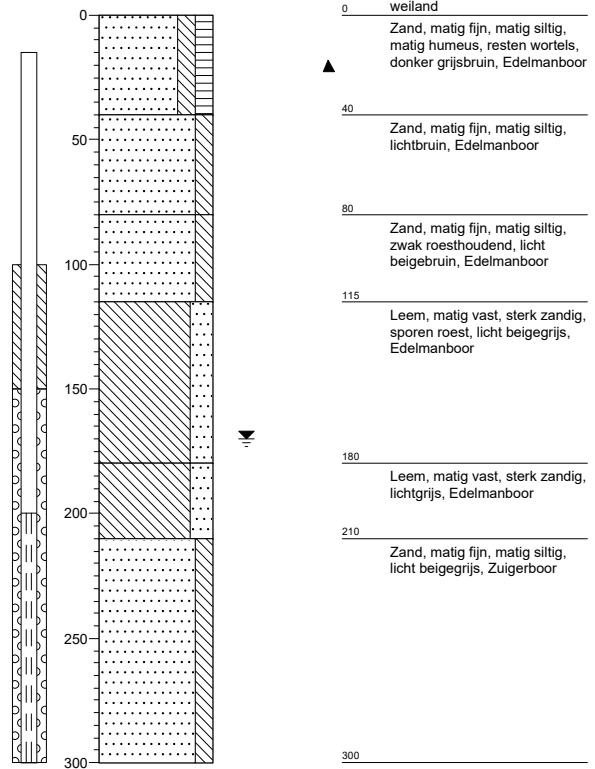 0
50
100
150
200
250
300
0
weiland
Zand, matig fijn, matig siltig,
matig humeus, resten wortels,
donker grijsbruin, Edelmanboor
40
Zand, matig fijn, matig siltig,
lichtbruin, Edelmanboor
80
Zand, matig fijn, matig siltig,
zwak roesthoudend, licht
beigebruin, Edelmanboor
115
Leem, matig vast, sterk zandig,
sporen roest, licht beigegrijs,
Edelmanboor
180
Leem, matig vast, sterk zandig,
lichtgrijs, Edelmanboor
210
Zand, matig fijn, matig siltig,
licht beigegrijs, Zuigerboor
300